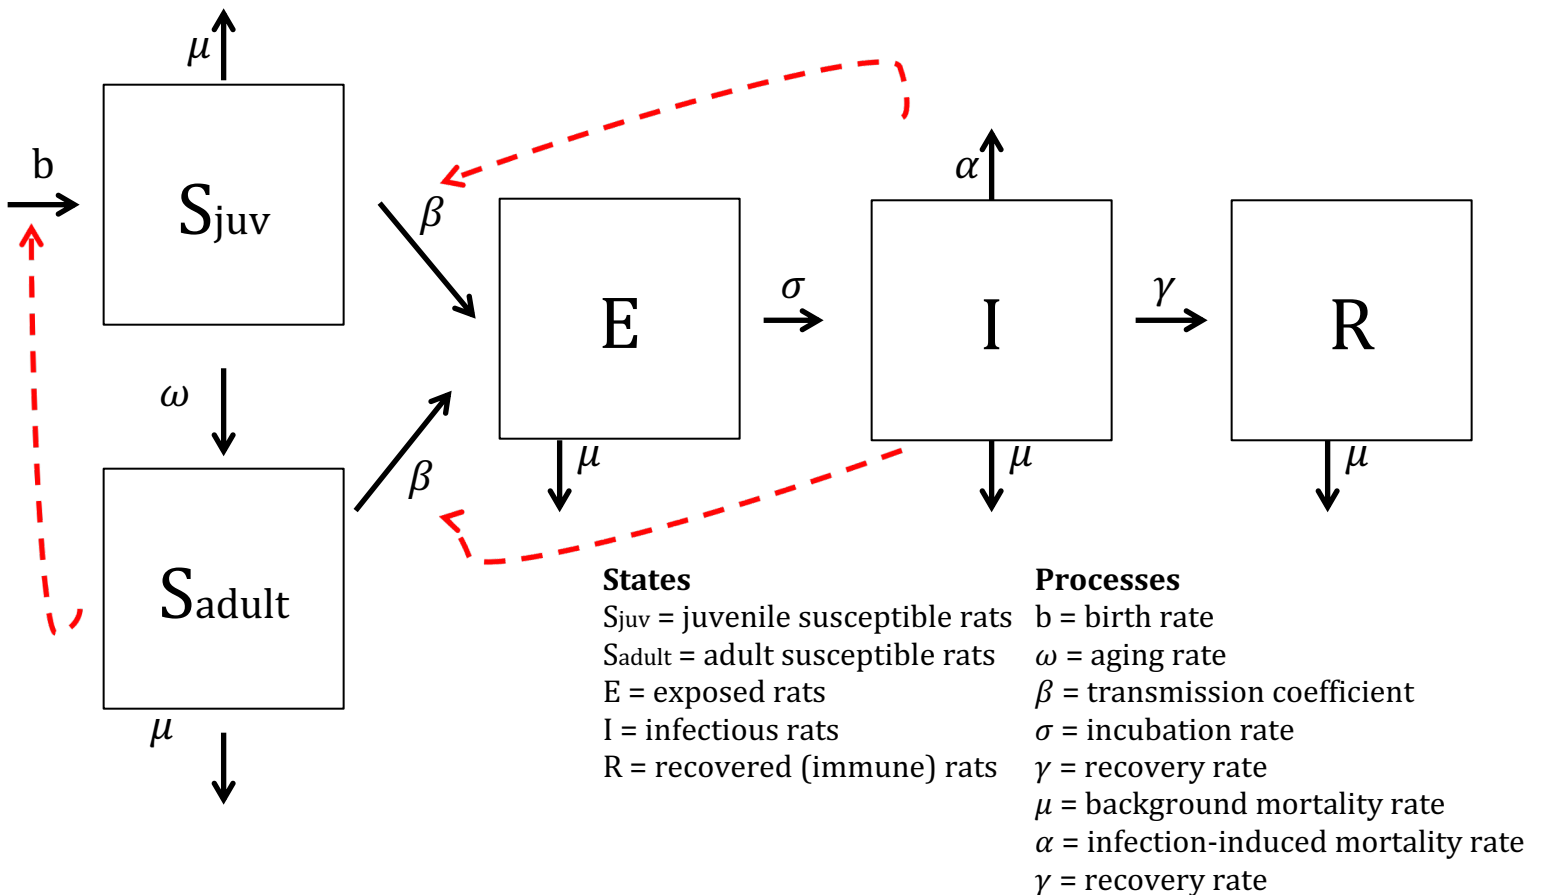 μ
b
Sjuv
β
α
E
σ
I
γ
R
ω
μ
μ
μ
β
Sadult
μ
States
Sjuv = juvenile susceptible rats
Sadult = adult susceptible rats
E = exposed rats
I = infectious rats
R = recovered (immune) rats
Processes
b = birth rate
ω = aging rate
β = transmission coefficient
σ = incubation rate
γ = recovery rate
μ = background mortality rate
α = infection-induced mortality rate
γ = recovery rate